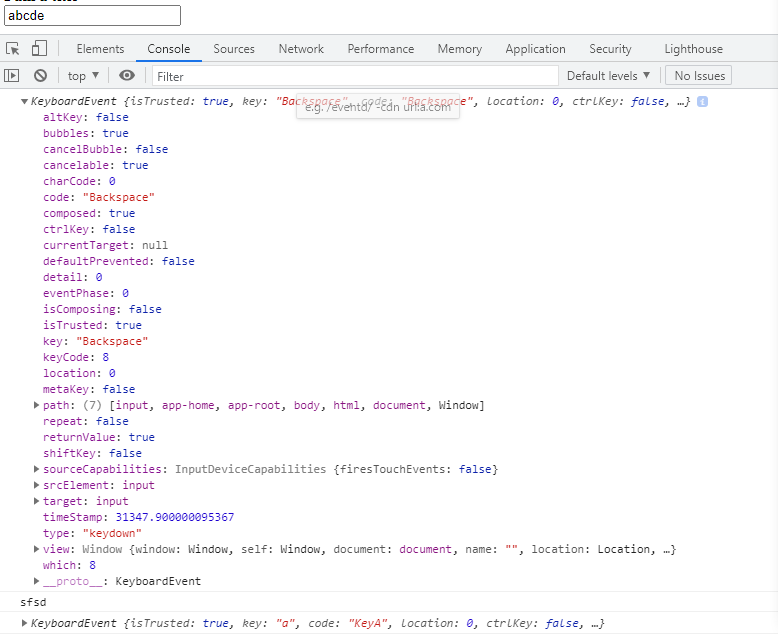 abcde
Elements Console Sources Network Performance Memory Application Security Lighthouse
top ▼ Filter Default levels ▼ No Issues
▼KeyboardEvent {isTrusted: true, key: "Backspace", code: "Backspace", location: 0, ctrlKey: false, …} i
e.g. /eventd/ -cdn url:a.com
altKey: false
bubbles: true
cancelBubble: false
cancelable: true
charCode: 0
code: "Backspace"
composed: true
ctrlKey: false
currentTarget: null
defaultPrevented: false
detail: 0
eventPhase: 0
isComposing: false
isTrusted: true
key: "Backspace"
keyCode: 8
location: 0
metaKey: false
▶path: (7) [input, app-home, app-root, body, html, document, Window]
repeat: false
returnValue: true
shiftKey: false
▶sourceCapabilities: InputDeviceCapabilities {firesTouchEvents: false}
▶srcElement: input
▶target: input
timeStamp: 31347.900000095367
type: "keydown"
▶view: Window {window: Window, self: Window, document: document, name: "", location: Location, …}
which: 8
▶__proto__: KeyboardEvent
sfsd
▶KeyboardEvent {isTrusted: true, key: "a", code: "KeyA", location: 0, ctrlKey: false, …}